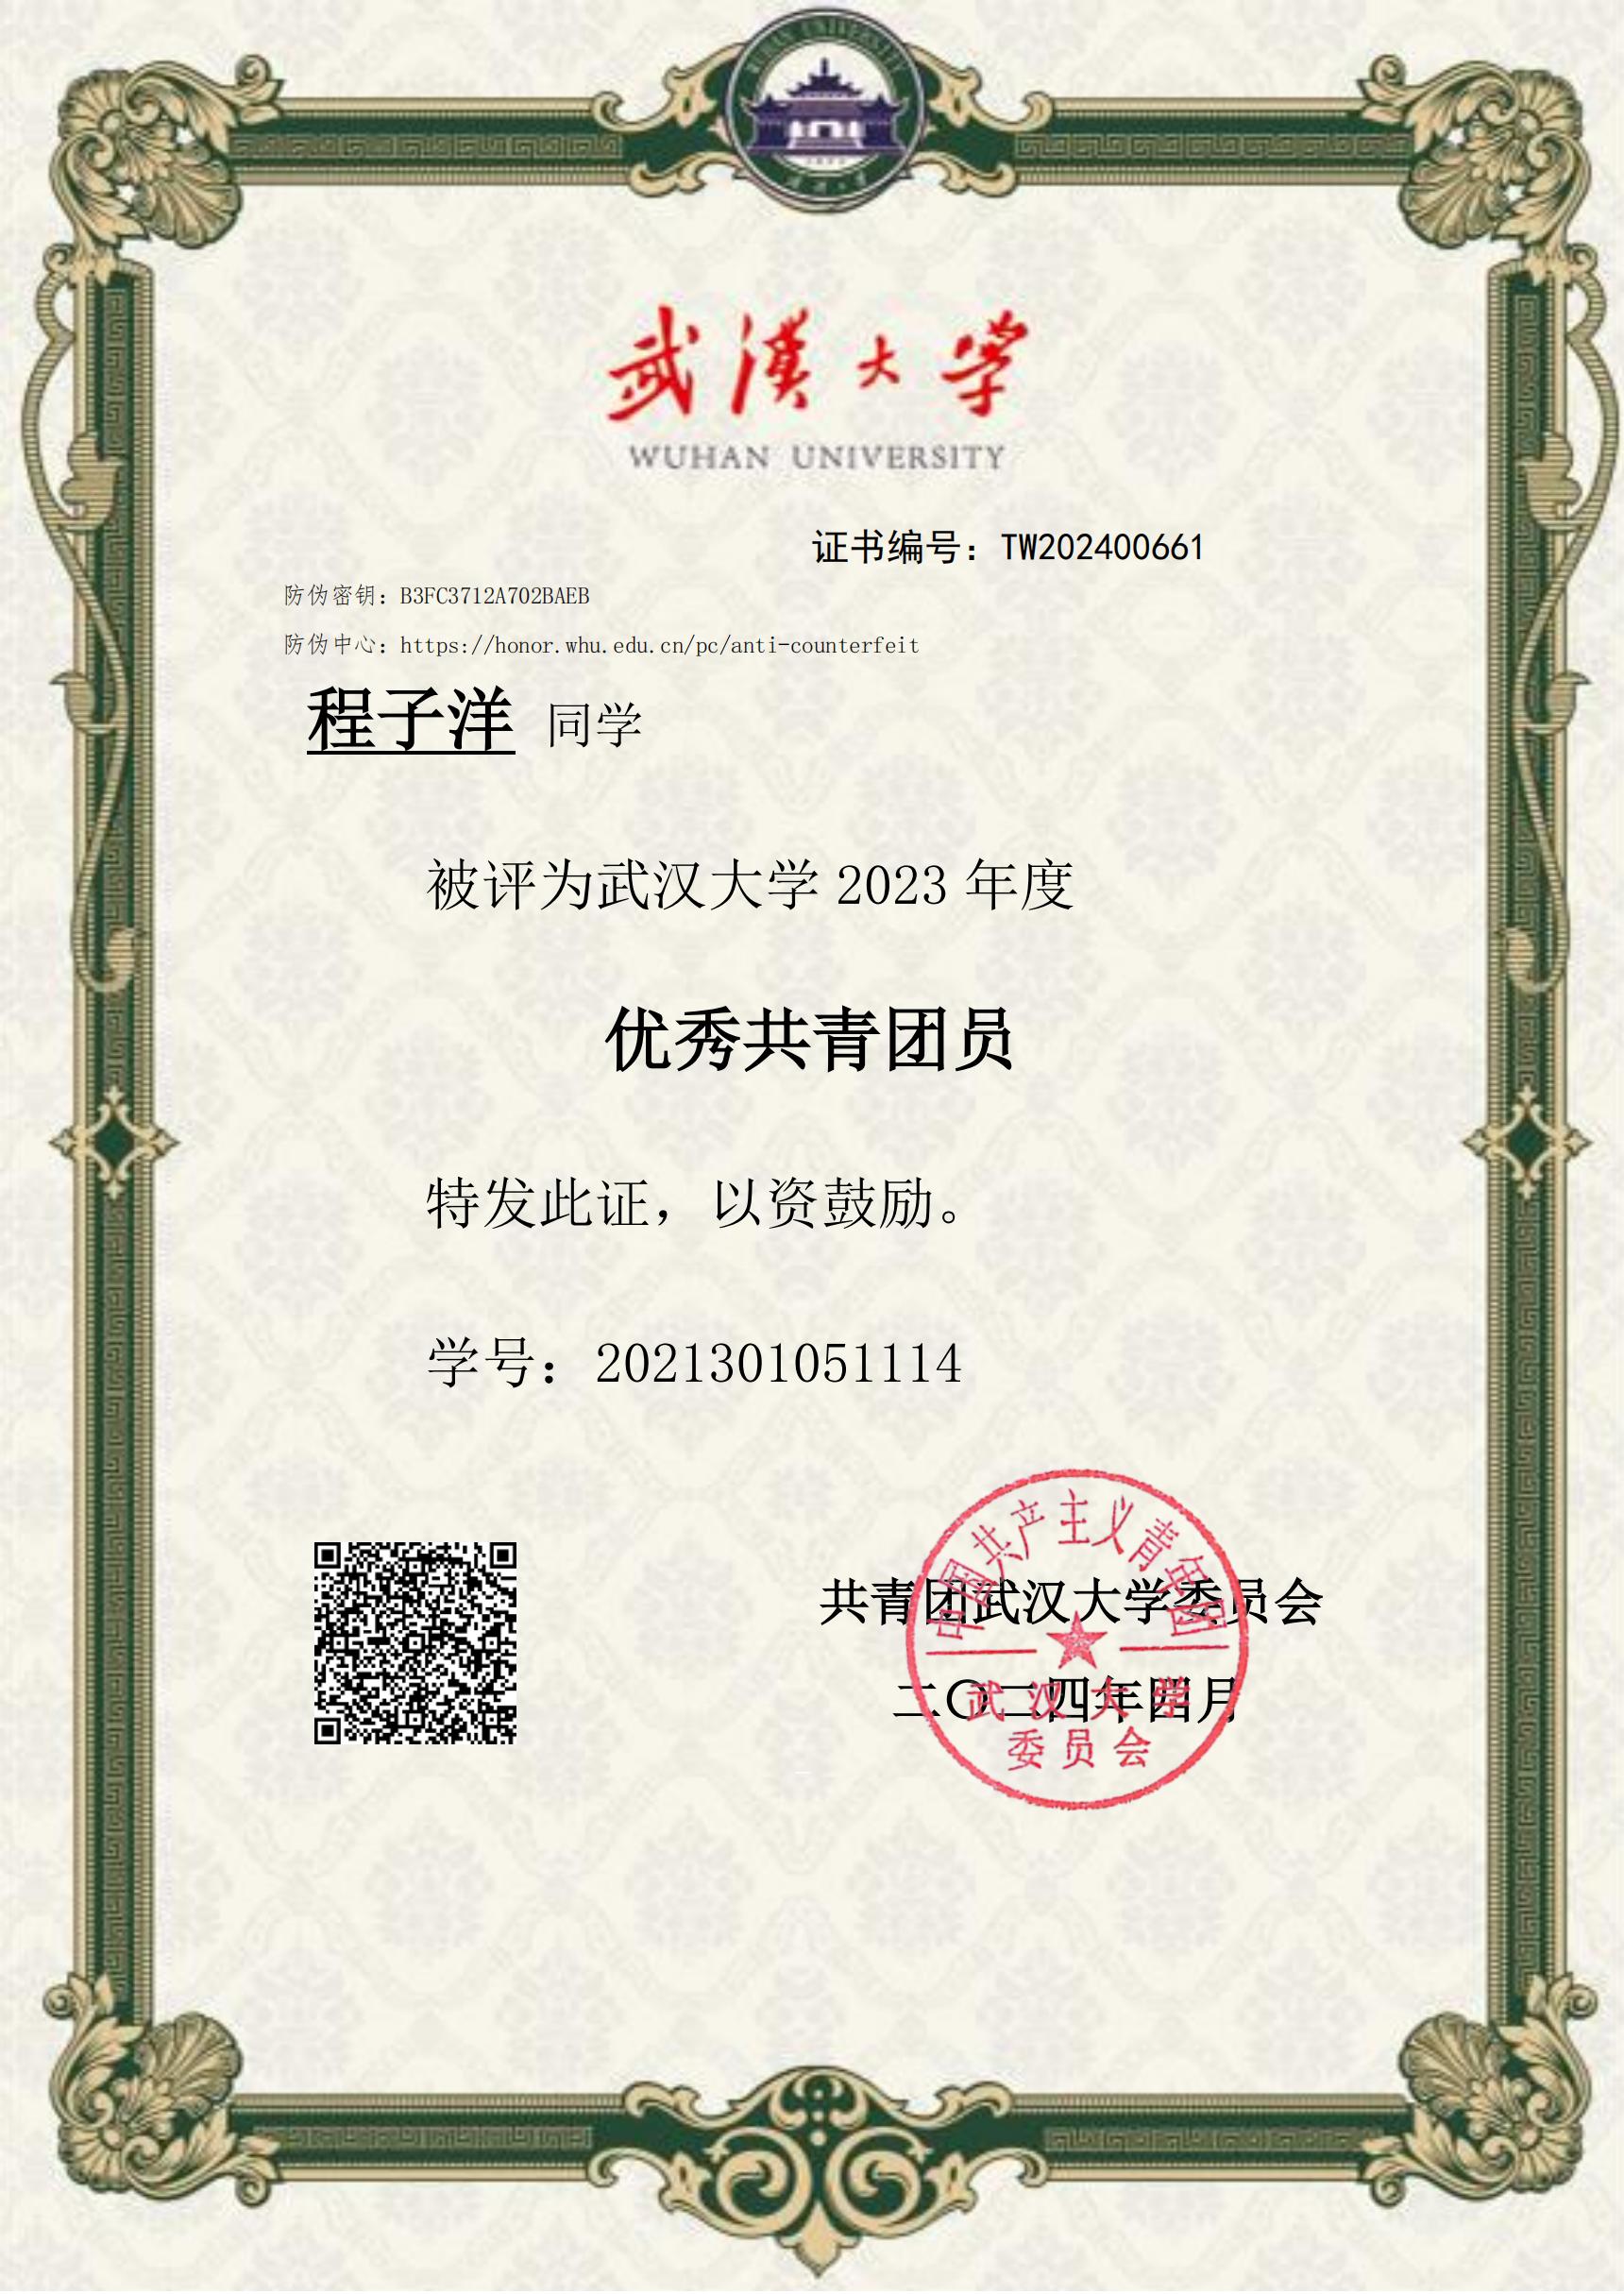 WUHAN UNIVERSITY
武漢大学
WUHAN UNIVERSITY
证书编号：TW202400661
防伪密钥：B3FC3712A702BAEB
防伪中心：https://honor.whu.edu.cn/pc/anti-counterfeit
程子洋 同学
被评为武汉大学 2023 年度
优秀共青团员
特发此证，以资鼓励。
学号：2021301051114
中国共产主义青年团
共青团武汉大学委员会
二〇二四年四月
武汉大学
委员会